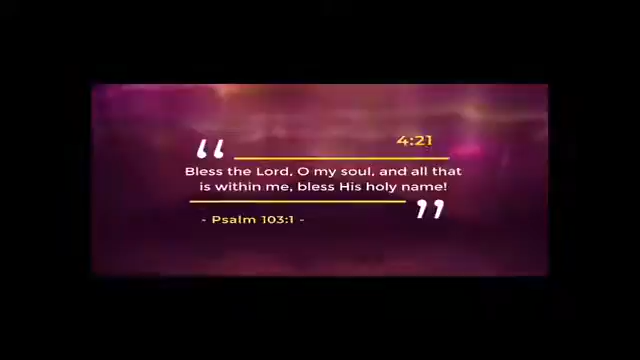 4:21
“
Bless the Lord, O my soul, and all that
is within me, bless His holy name!
”
- Psalm 103:1 -